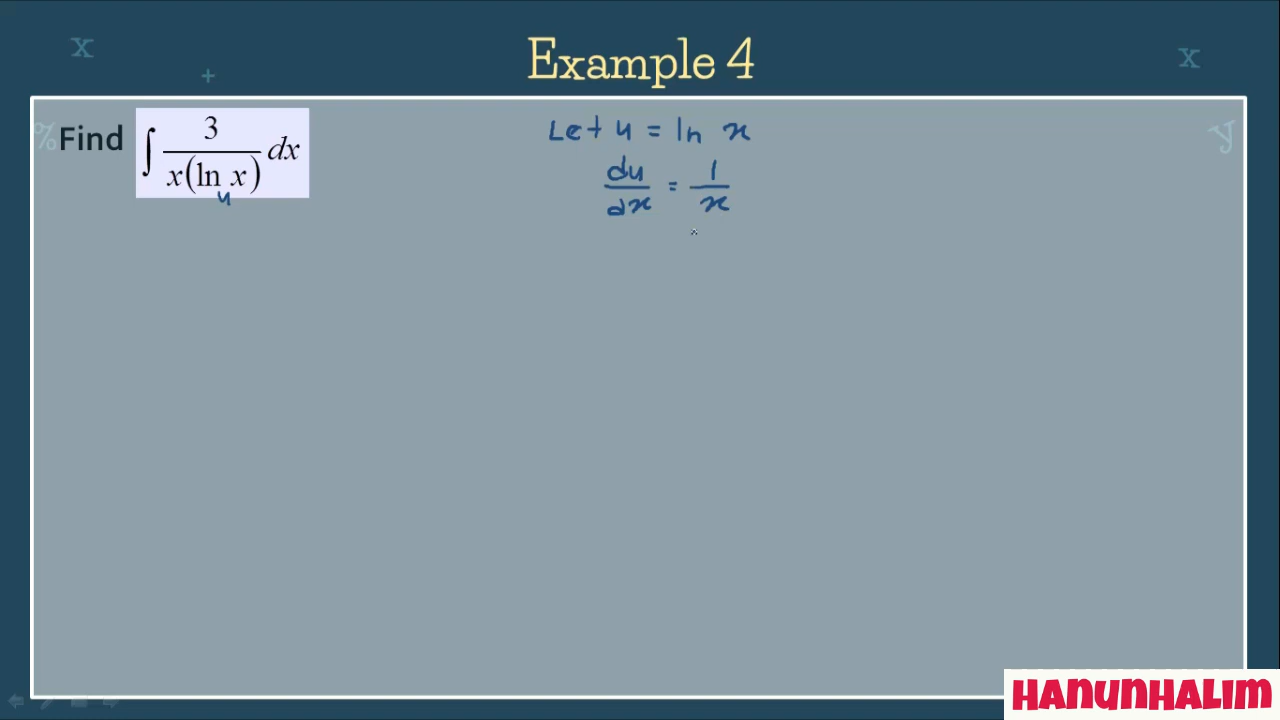 Example 4
x
+
x
%
y
Find ∫ 3 / x(ln x) dx
u
Let u = ln x
du/dx = 1/x
HANUNHALIM